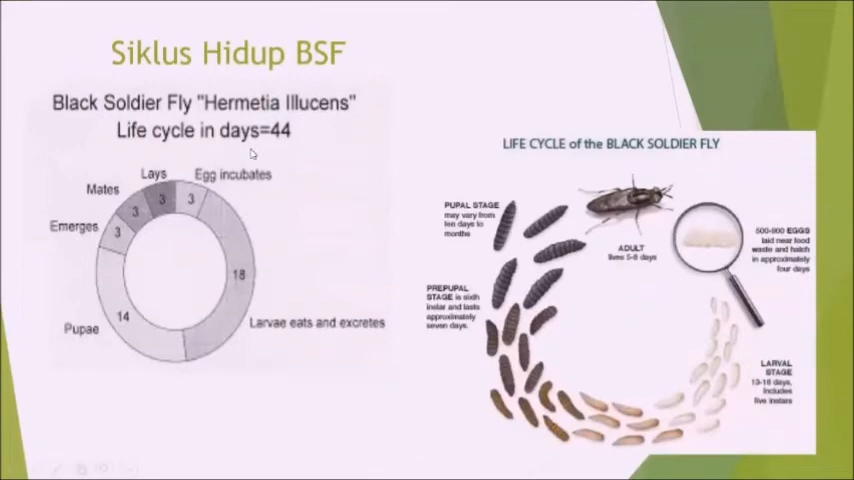 Siklus Hidup BSF
Black Soldier Fly "Hermetia Illucens"
Life cycle in days=44
Lays
Egg incubates
Mates
3
3
3
Emerges
3
18
14
Pupae
Larvae eats and excretes
LIFE CYCLE of the BLACK SOLDIER FLY
PUPAL STAGE
may vary from
ten days to
months
ADULT
lives 5-8 days
500-900 EGGS
laid near food
waste and hatch
in approximately
four days
PREPUPAL
STAGE is sixth
instar and lasts
approximately
seven days.
LARVAL
STAGE
13-18 days,
includes
five instars